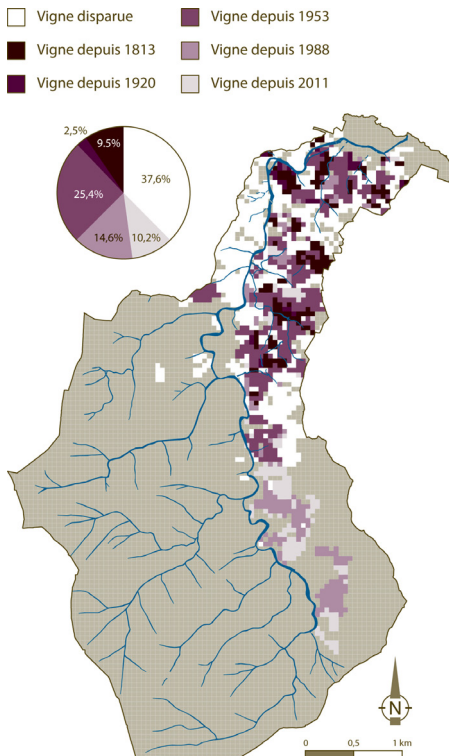 Vigne disparue
Vigne depuis 1813
Vigne depuis 1920
Vigne depuis 1953
Vigne depuis 1988
Vigne depuis 2011
2,5%
9.5%
37,6%
25,4%
14,6%
10,2%
N
0 0,5 1 km